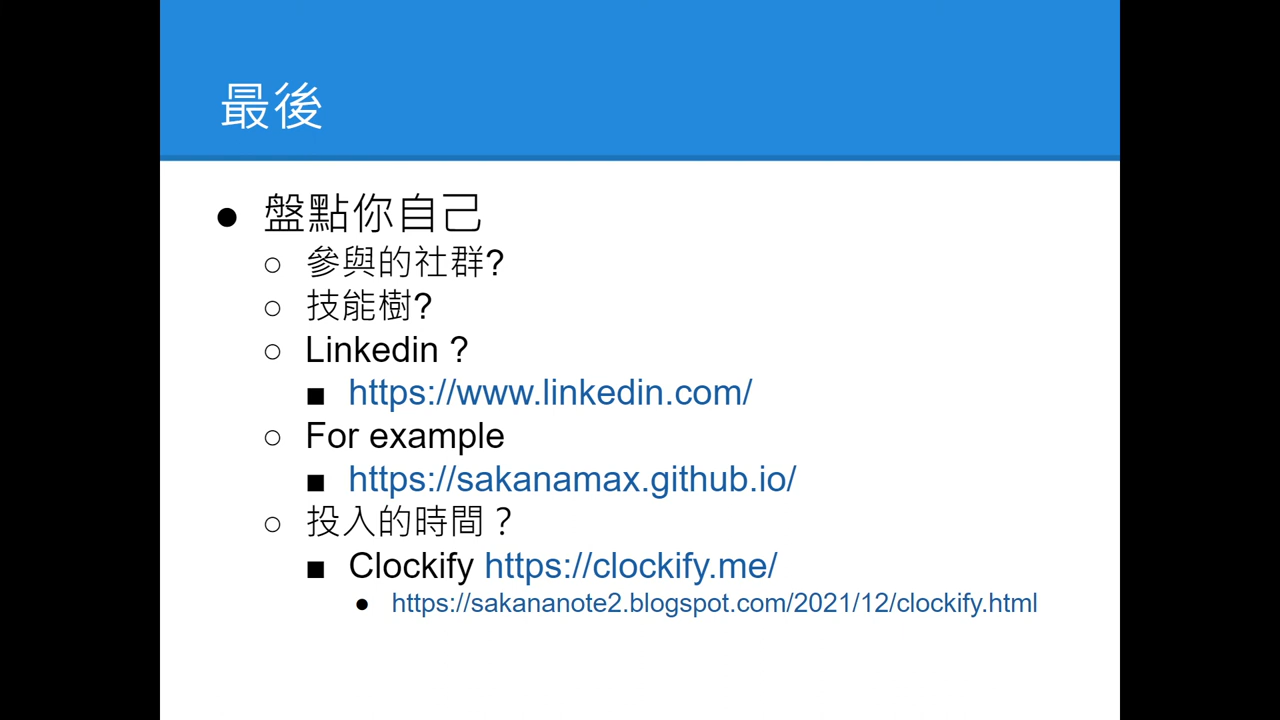 最後
● 盤點你自己
○ 參與的社群?
○ 技能樹?
○ Linkedin ?
■ https://www.linkedin.com/
○ For example
■ https://sakanamax.github.io/
○ 投入的時間？
■ Clockify https://clockify.me/
● https://sakananote2.blogspot.com/2021/12/clockify.html